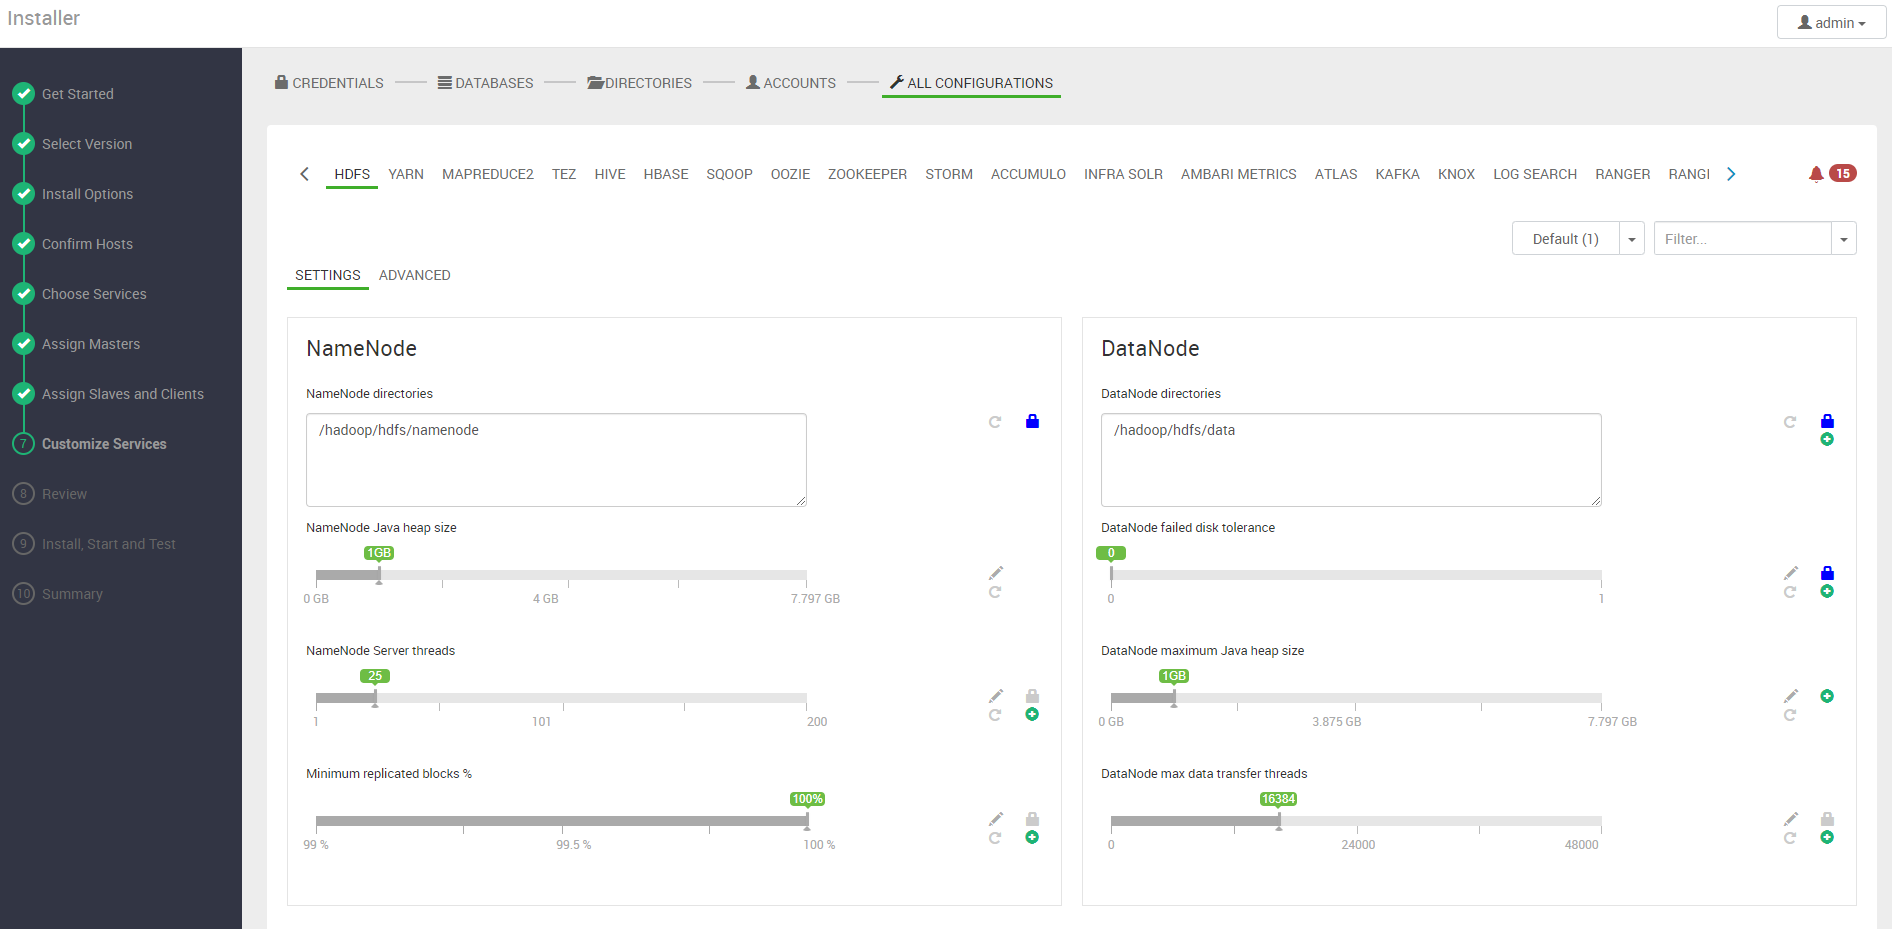 Installer
admin
Get Started
Select Version
Install Options
Confirm Hosts
Choose Services
Assign Masters
Assign Slaves and Clients
7 Customize Services
8 Review
9 Install, Start and Test
10 Summary
CREDENTIALS DATABASES DIRECTORIES ACCOUNTS ALL CONFIGURATIONS
HDFS YARN MAPREDUCE2 TEZ HIVE HBASE SQOOP OOZIE ZOOKEEPER STORM ACCUMULO INFRA SOLR AMBARI METRICS ATLAS KAFKA KNOX LOG SEARCH RANGER RANGI 15
Default (1) Filter...
SETTINGS ADVANCED
NameNode
NameNode directories
/hadoop/hdfs/namenode
NameNode Java heap size
1GB
0 GB 4 GB 7.797 GB
NameNode Server threads
25
1 101 200
Minimum replicated blocks %
100%
99 % 99.5 % 100 %
DataNode
DataNode directories
/hadoop/hdfs/data
DataNode failed disk tolerance
0
0 1
DataNode maximum Java heap size
1GB
0 GB 3.875 GB 7.797 GB
DataNode max data transfer threads
16384
0 24000 48000